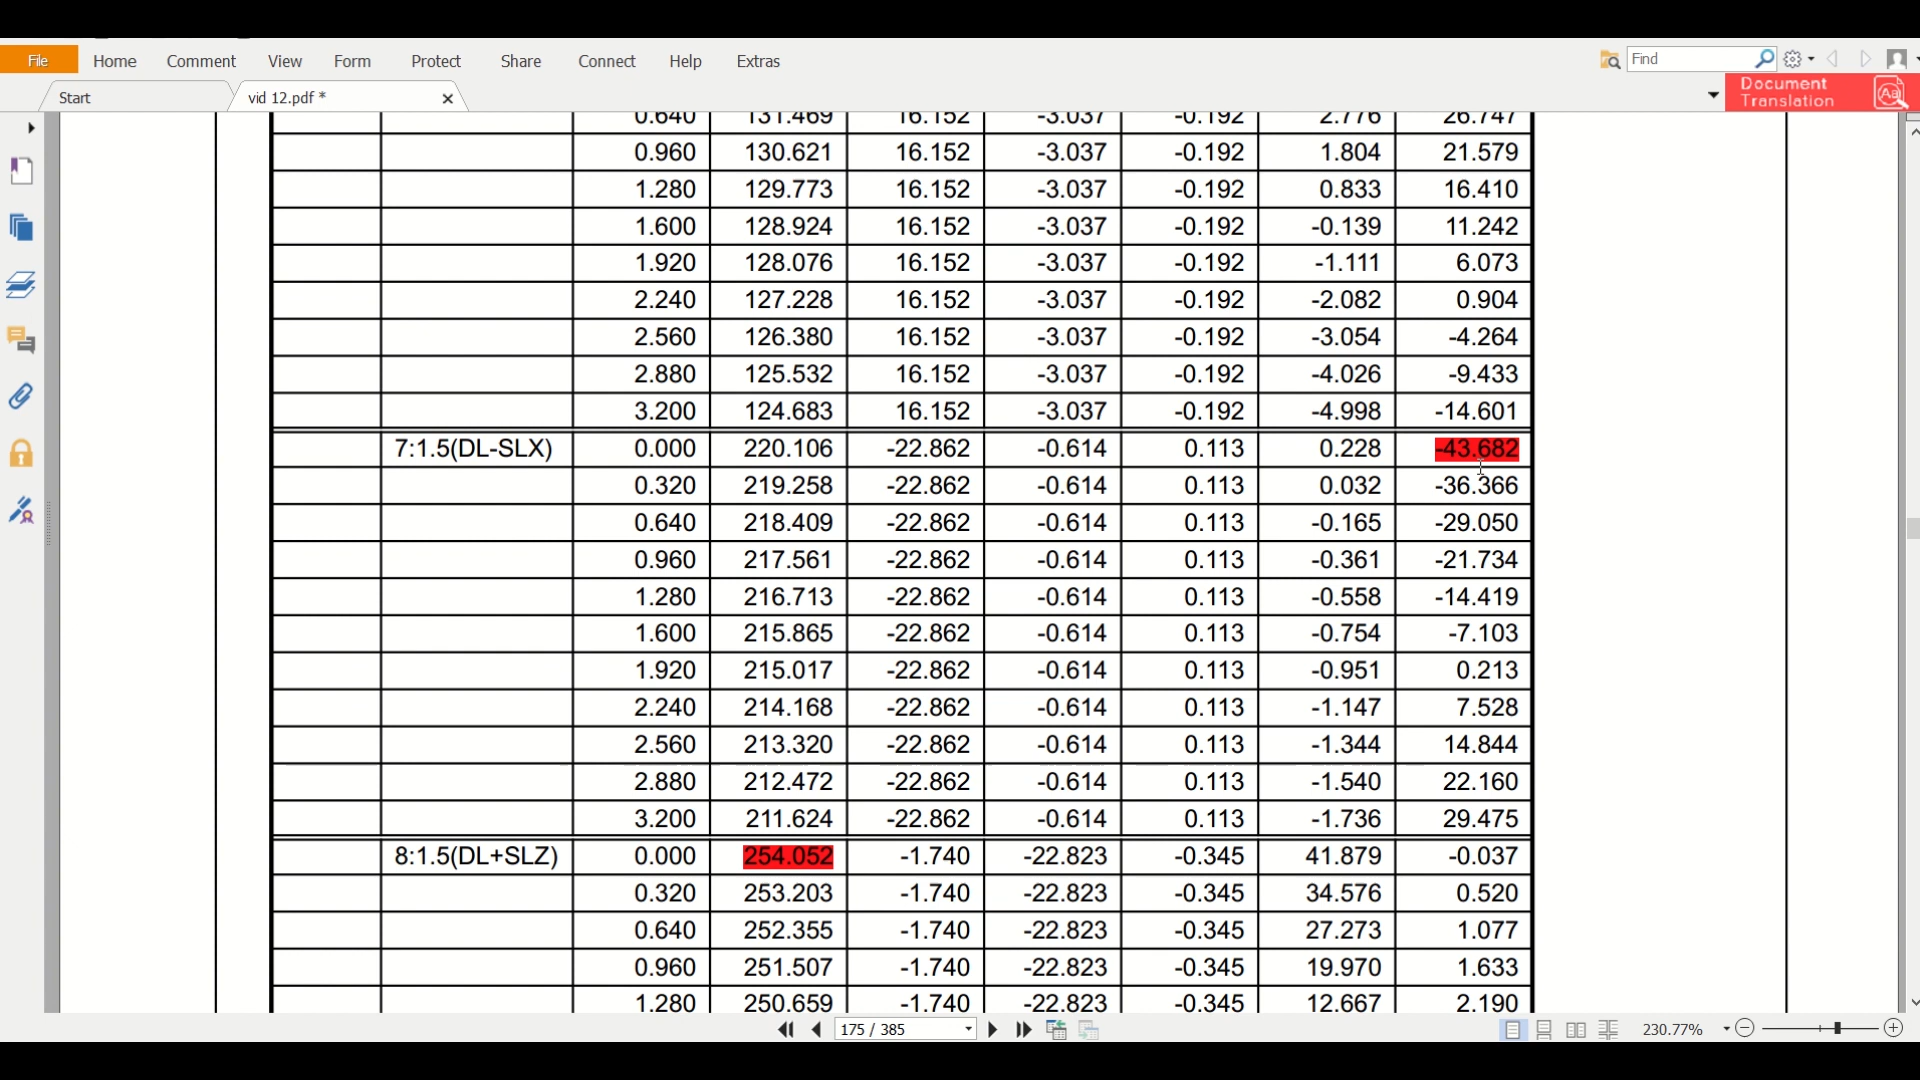 File Home Comment View Form Protect Share Connect Help Extras Find
Start vid 12.pdf * Document
Translation
0.640 131.469 16.152 -3.037 -0.192 2.776 26.747
0.960 130.621 16.152 -3.037 -0.192 1.804 21.579
1.280 129.773 16.152 -3.037 -0.192 0.833 16.410
1.600 128.924 16.152 -3.037 -0.192 -0.139 11.242
1.920 128.076 16.152 -3.037 -0.192 -1.111 6.073
2.240 127.228 16.152 -3.037 -0.192 -2.082 0.904
2.560 126.380 16.152 -3.037 -0.192 -3.054 -4.264
2.880 125.532 16.152 -3.037 -0.192 -4.026 -9.433
3.200 124.683 16.152 -3.037 -0.192 -4.998 -14.601
7:1.5(DL-SLX) 0.000 220.106 -22.862 -0.614 0.113 0.228 -43.682
0.320 219.258 -22.862 -0.614 0.113 0.032 -36.366
0.640 218.409 -22.862 -0.614 0.113 -0.165 -29.050
0.960 217.561 -22.862 -0.614 0.113 -0.361 -21.734
1.280 216.713 -22.862 -0.614 0.113 -0.558 -14.419
1.600 215.865 -22.862 -0.614 0.113 -0.754 -7.103
1.920 215.017 -22.862 -0.614 0.113 -0.951 0.213
2.240 214.168 -22.862 -0.614 0.113 -1.147 7.528
2.560 213.320 -22.862 -0.614 0.113 -1.344 14.844
2.880 212.472 -22.862 -0.614 0.113 -1.540 22.160
3.200 211.624 -22.862 -0.614 0.113 -1.736 29.475
8:1.5(DL+SLZ) 0.000 254.052 -1.740 -22.823 -0.345 41.879 -0.037
0.320 253.203 -1.740 -22.823 -0.345 34.576 0.520
0.640 252.355 -1.740 -22.823 -0.345 27.273 1.077
0.960 251.507 -1.740 -22.823 -0.345 19.970 1.633
1.280 250.659 -1.740 -22.823 -0.345 12.667 2.190
175 / 385 230.77%